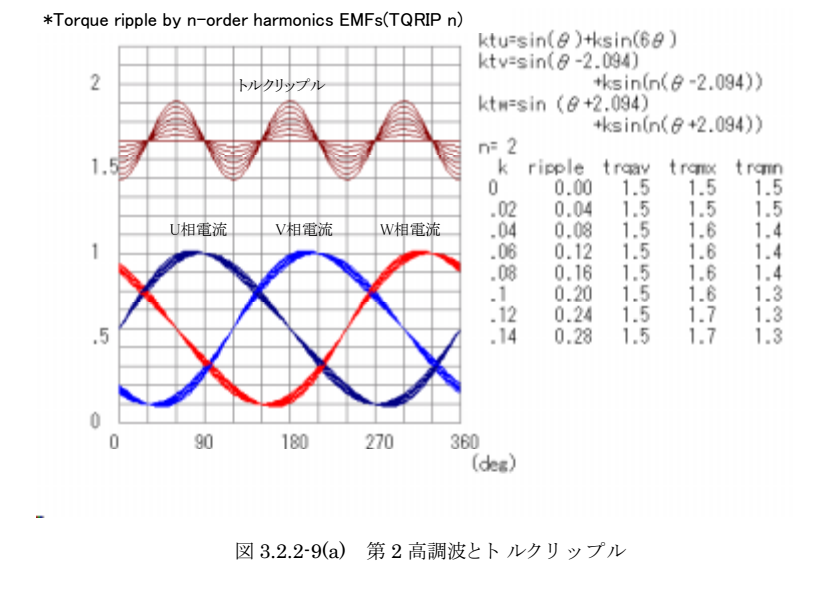 *Torque ripple by n-order harmonics EMFs(TQRIP n)
ktu=sin(θ)+ksin(6θ)
ktv=sin(θ-2.094)
+ksin(n(θ-2.094))
ktw=sin (θ+2.094)
+ksin(n(θ+2.094))
n= 2
k ripple trqav trqmx trqmn
0 0.00 1.5 1.5 1.5
.02 0.04 1.5 1.5 1.5
.04 0.08 1.5 1.6 1.4
.06 0.12 1.5 1.6 1.4
.08 0.16 1.5 1.6 1.4
.1 0.20 1.5 1.6 1.3
.12 0.24 1.5 1.7 1.3
.14 0.28 1.5 1.7 1.3
トルクリップル
U相電流 V相電流 W相電流
2
1.5
1
.5
0
0 90 180 270 360
(deg)
図 3.2.2-9(a) 第 2 高調波とトルクリップル